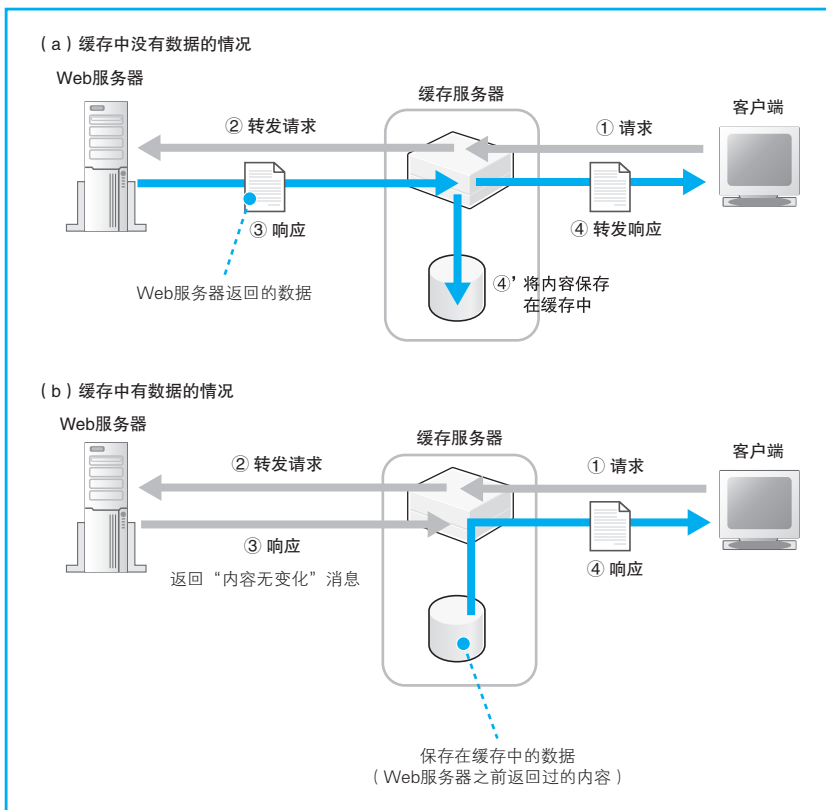 （a）缓存中没有数据的情况
Web服务器
缓存服务器
客户端
② 转发请求
① 请求
③ 响应
④ 转发响应
Web服务器返回的数据
④’ 将内容保存
在缓存中
（b）缓存中有数据的情况
Web服务器
缓存服务器
客户端
② 转发请求
① 请求
③ 响应
返回“内容无变化”消息
④ 响应
保存在缓存中的数据
（Web服务器之前返回过的内容）